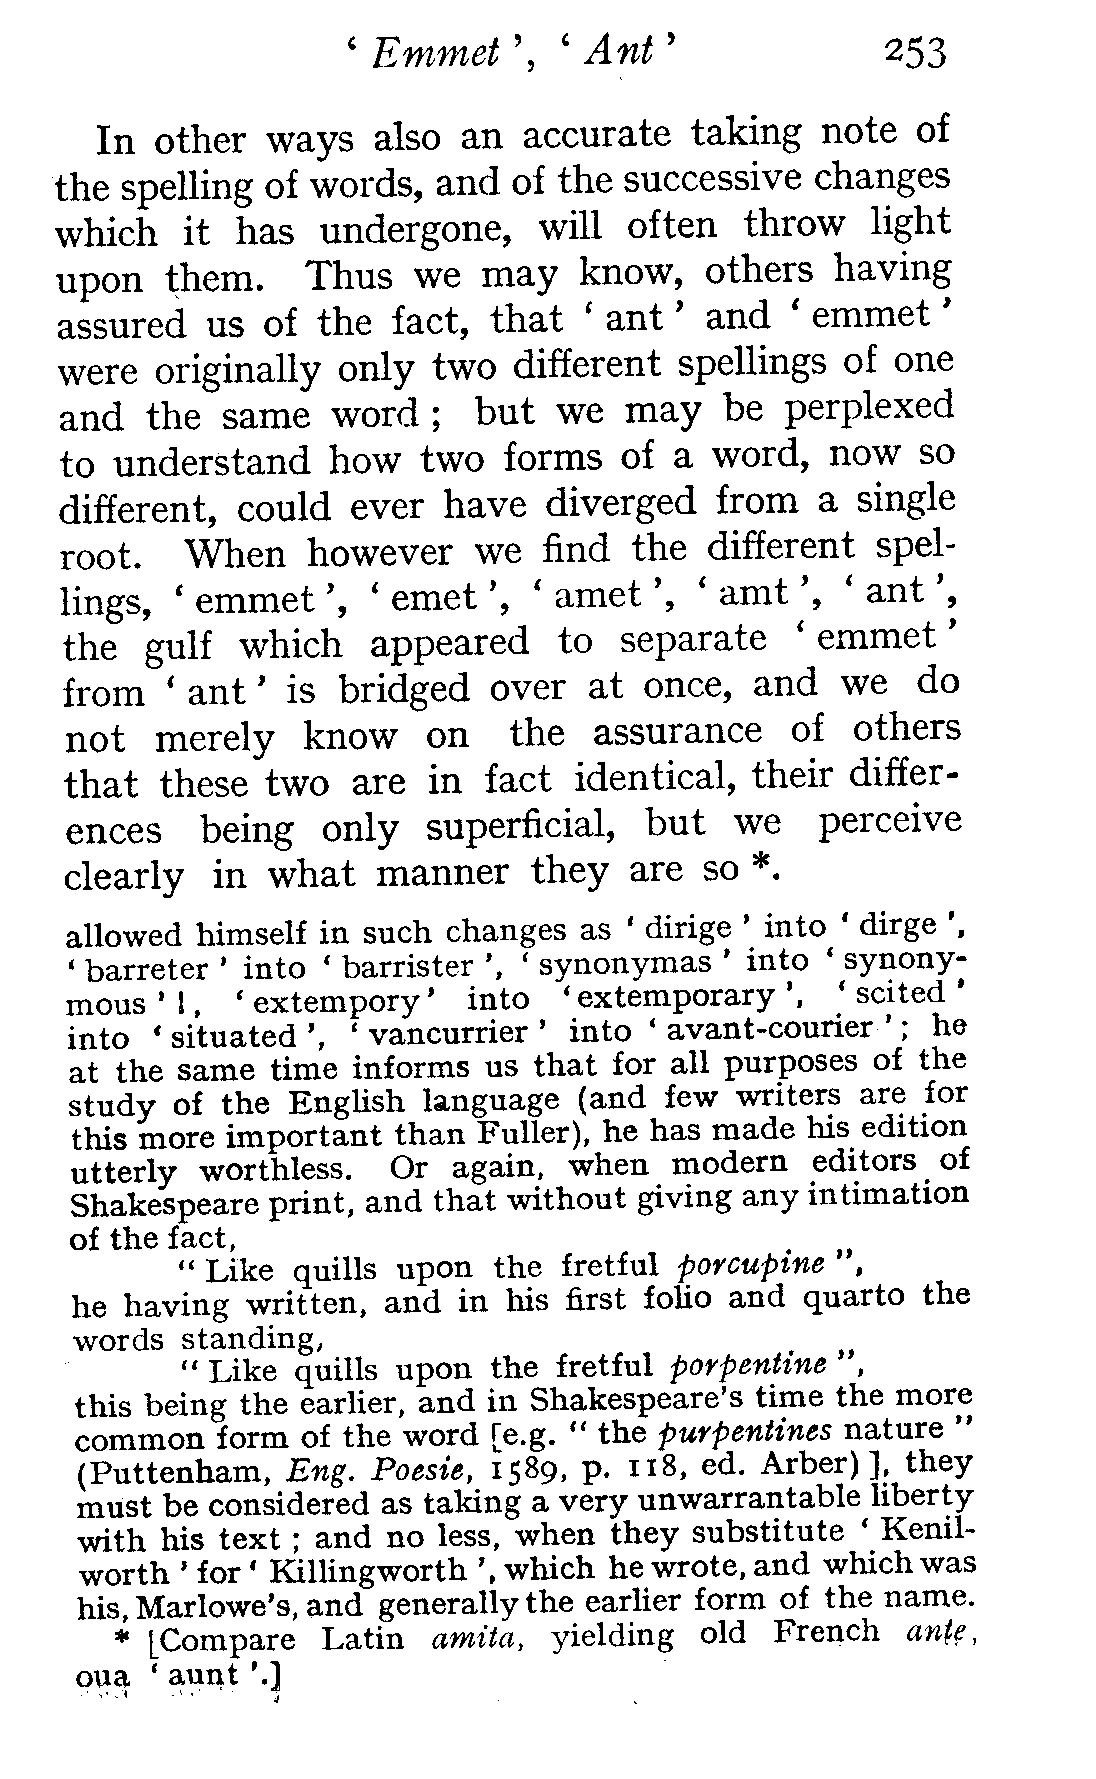 ‘ Emmet ’, ‘ Ant ’ 253
In other ways also an accurate taking note of
the spelling of words, and of the successive changes
which it has undergone, will often throw light
upon them. Thus we may know, others having
assured us of the fact, that ‘ ant ’ and ‘ emmet ’
were originally only two different spellings of one
and the same word ; but we may be perplexed
to understand how two forms of a word, now so
different, could ever have diverged from a single
root. When however we find the different spel-
lings, ‘ emmet ’, ‘ emet ’, ‘ amet ’, ‘ amt ’, ‘ ant ’,
the gulf which appeared to separate ‘ emmet ’
from ‘ ant ’ is bridged over at once, and we do
not merely know on the assurance of others
that these two are in fact identical, their differ-
ences being only superficial, but we perceive
clearly in what manner they are so *.
allowed himself in such changes as ‘ dirige ’ into ‘ dirge ’,
‘ barreter ’ into ‘ barrister ’, ‘ synonymas ’ into ‘ synony-
mous ’ !, ‘ extempory ’ into ‘ extemporary ’, ‘ scited ’
into ‘ situated ’, ‘ vancurrier ’ into ‘ avant-courier ’ ; he
at the same time informs us that for all purposes of the
study of the English language (and few writers are for
this more important than Fuller), he has made his edition
utterly worthless. Or again, when modern editors of
Shakespeare print, and that without giving any intimation
of the fact,
“ Like quills upon the fretful porcupine ”,
he having written, and in his first folio and quarto the
words standing,
“ Like quills upon the fretful porpentine ”,
this being the earlier, and in Shakespeare’s time the more
common form of the word [e.g. “ the purpentines nature ”
(Puttenham, Eng. Poesie, 1589, p. 118, ed. Arber) ], they
must be considered as taking a very unwarrantable liberty
with his text ; and no less, when they substitute ‘ Kenil-
worth ’ for ‘ Killingworth ’, which he wrote, and which was
his, Marlowe’s, and generally the earlier form of the name.
* [Compare Latin amita, yielding old French ante,
oua ‘ aunt ’.]